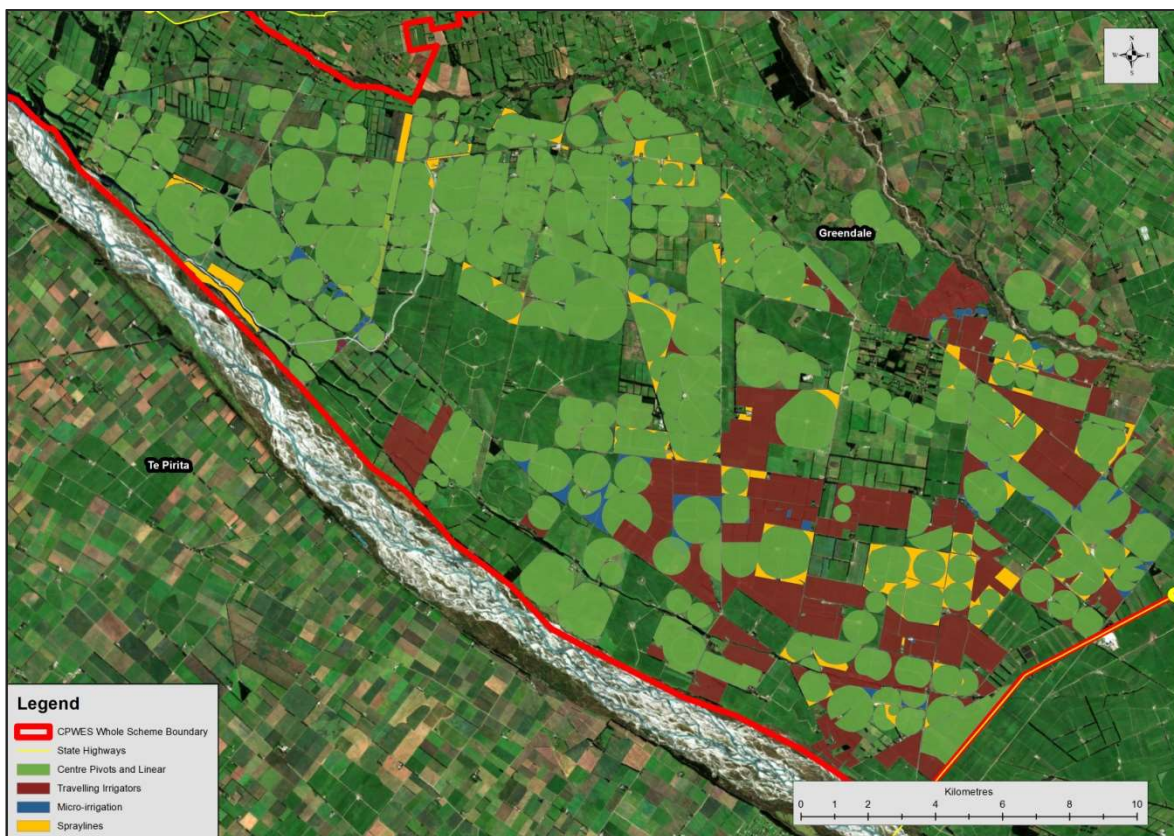 N
W E
S
Greendale
Te Pirita
Legend
CPWES Whole Scheme Boundary
State Highways
Centre Pivots and Linear
Travelling Irrigators
Micro-irrigation
Spraylines
Kilometres
0 1 2 4 6 8 10